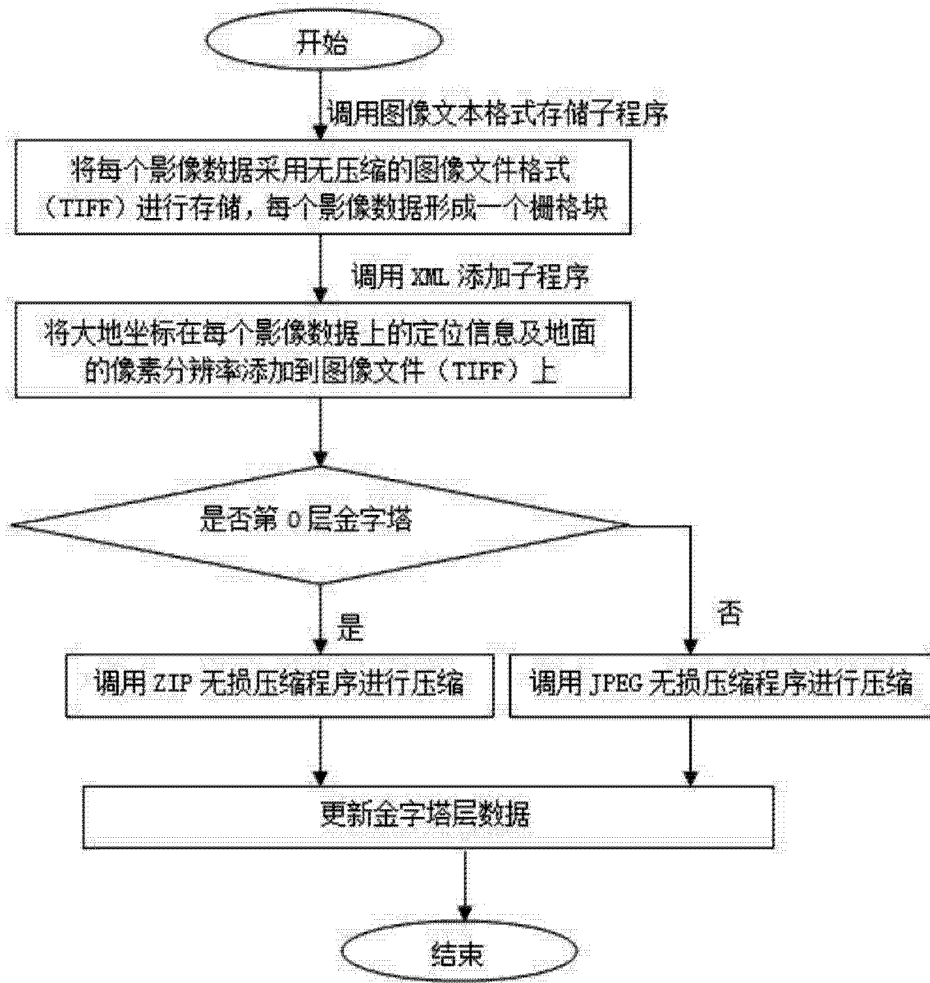 开始
调用图像文本格式存储子程序
将每个影像数据采用无压缩的图像文件格式
（TIFF）进行存储，每个影像数据形成一个栅格块
调用 XML 添加子程序
将大地坐标在每个影像数据上的定位信息及地面
的像素分辨率添加到图像文件（TIFF）上
是否第 0 层金字塔
是
否
调用 ZIP 无损压缩程序进行压缩
调用 JPEG 无损压缩程序进行压缩
更新金字塔层数据
结束